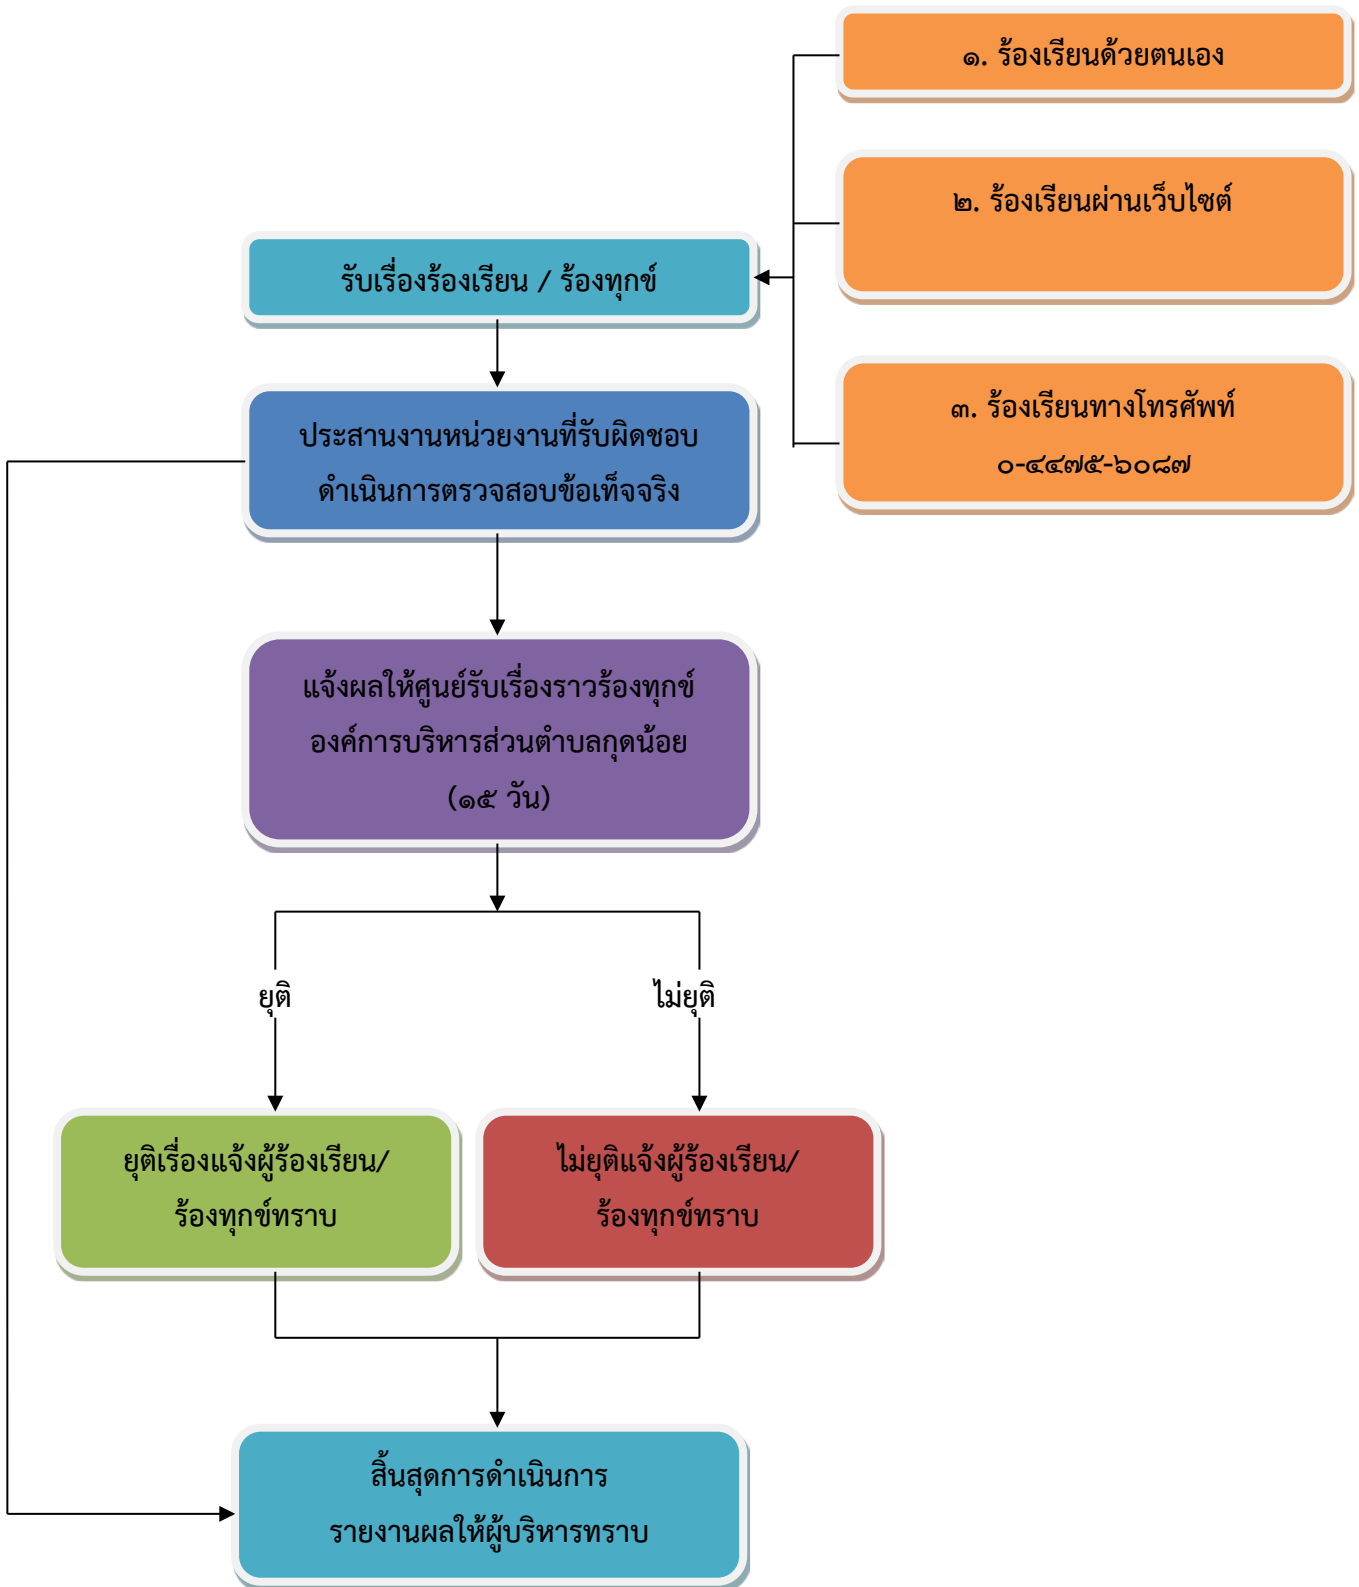 ๑. ร้องเรียนด้วยตนเอง
๒. ร้องเรียนผ่านเว็บไซต์
รับเรื่องร้องเรียน / ร้องทุกข์
๓. ร้องเรียนทางโทรศัพท์
๐-๔๔๗๕-๖๐๘๗
ประสานงานหน่วยงานที่รับผิดชอบ
ดำเนินการตรวจสอบข้อเท็จจริง
แจ้งผลให้ศูนย์รับเรื่องราวร้องทุกข์
องค์การบริหารส่วนตำบลกุดน้อย
(๑๕ วัน)
ยุติ
ไม่ยุติ
ยุติเรื่องแจ้งผู้ร้องเรียน/
ร้องทุกข์ทราบ
ไม่ยุติแจ้งผู้ร้องเรียน/
ร้องทุกข์ทราบ
สิ้นสุดการดำเนินการ
รายงานผลให้ผู้บริหารทราบ